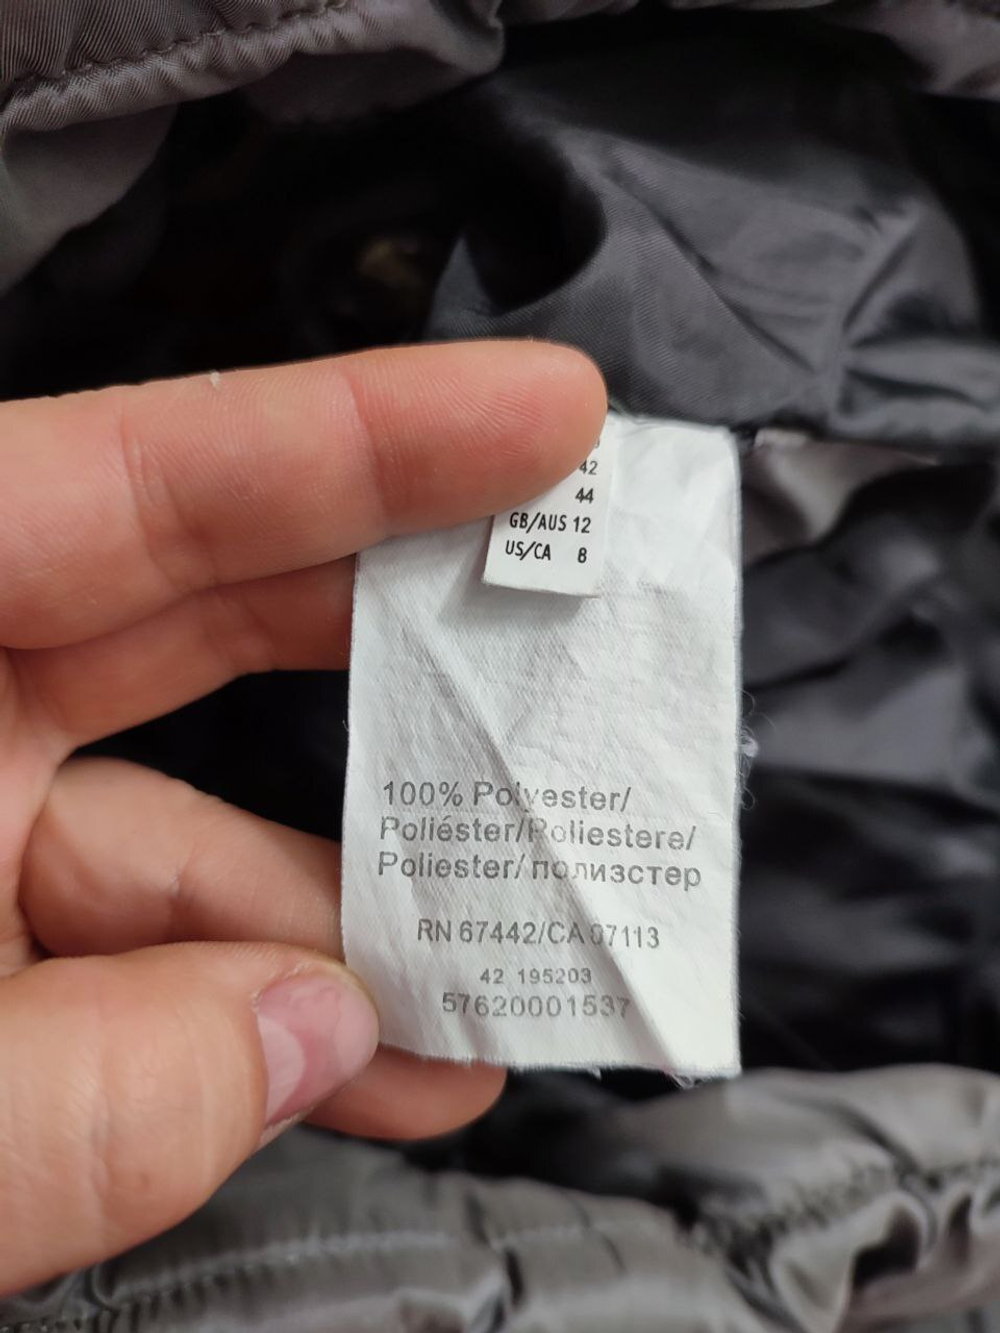 42
44
GB/AUS 12
US/CA 8
100% Polyester/
Poliéster/Poliestere/
Poliester/полиэстер
RN 67442/CA 07113
42 195203
57620001537